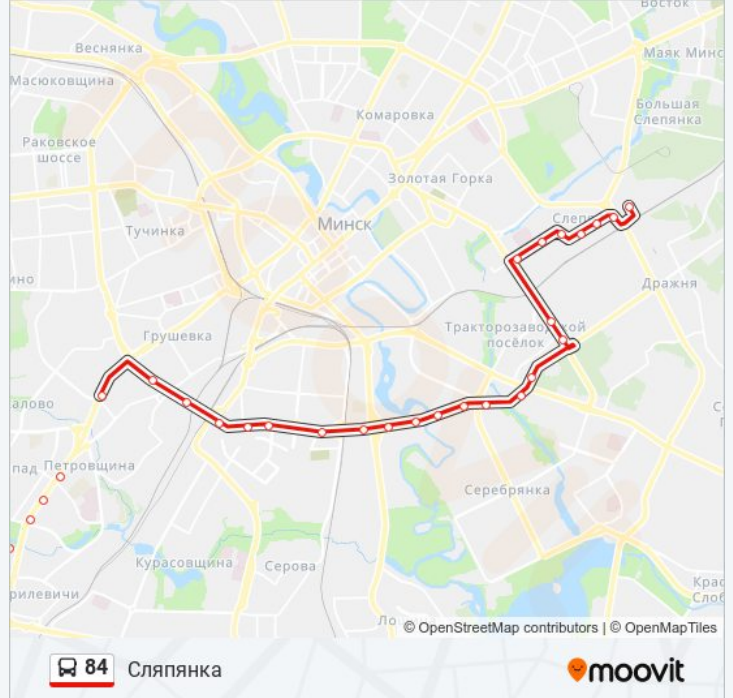 Восток
Веснянка
Маяк Минс
Масюковщина
Большая
Слепянка
Комаровка
Раковское
шоссе
Золотая Горка
Минск
Слеп
Тучинка
ино
Дражня
Тракторозаводской
посёлок
Грушевка
алово
С
пад Петровщина
Серебрянка
Курасовщина
Серова
Крас
Слоб
рилевичи
Ло
© OpenStreetMap contributors | © OpenMapTiles
84 Сляпянка
moovit